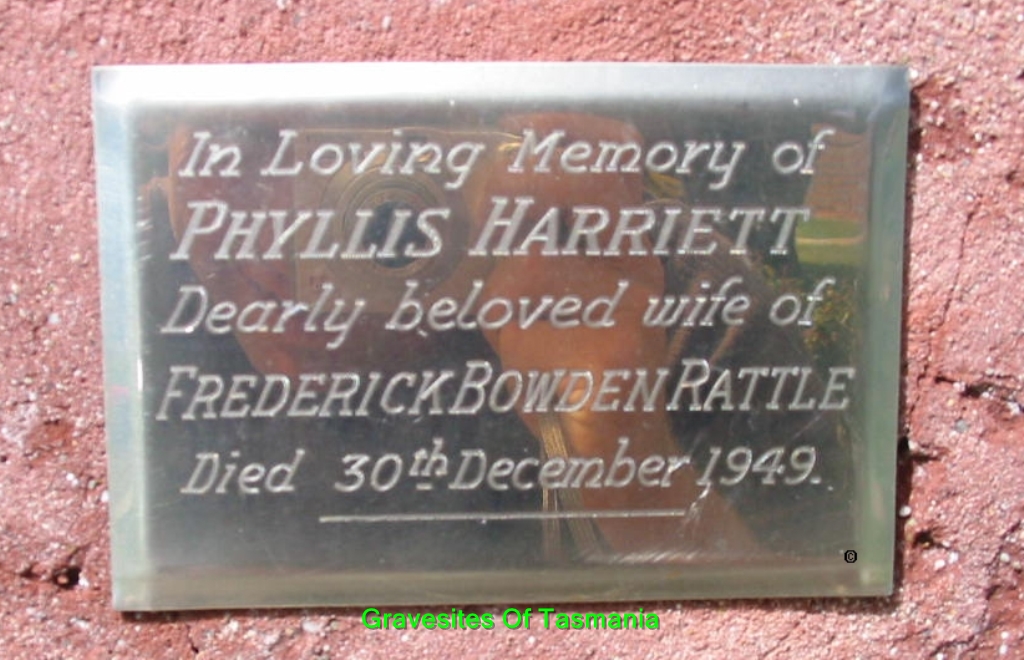 In Loving Memory of
PHYLLIS HARRIETT
Dearly beloved wife of
FREDERICK BOWDEN RATTLE
Died 30th December 1949.
©
Gravesites Of Tasmania